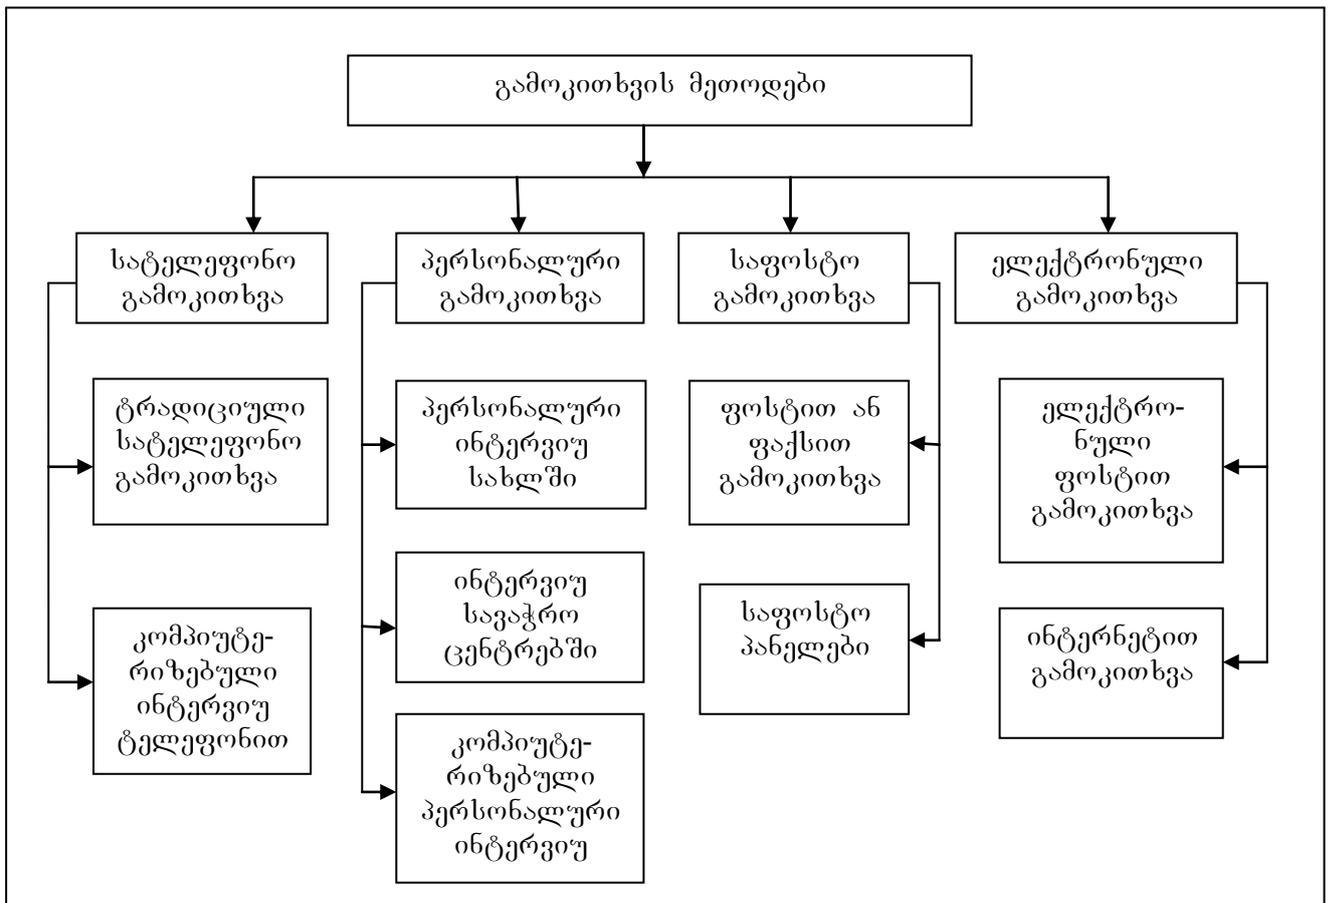 გამოკითხვის მეთოდები
სატელეფონო
გამოკითხვა
ტრადიციული
სატელეფონო
გამოკითხვა
კომპიუტე-
რიზებული
ინტერვიუ
ტელეფონით
პერსონალური
გამოკითხვა
პერსონალური
ინტერვიუ
სახლში
ინტერვიუ
სავაჭრო
ცენტრებში
კომპიუტე-
რიზებული
პერსონალური
ინტერვიუ
საფოსტო
გამოკითხვა
ფოსტით ან
ფაქსით
გამოკითხვა
საფოსტო
პანელები
ელექტრონული
გამოკითხვა
ელექტრო-
ნული
ფოსტით
გამოკითხვა
ინტერნეტით
გამოკითხვა